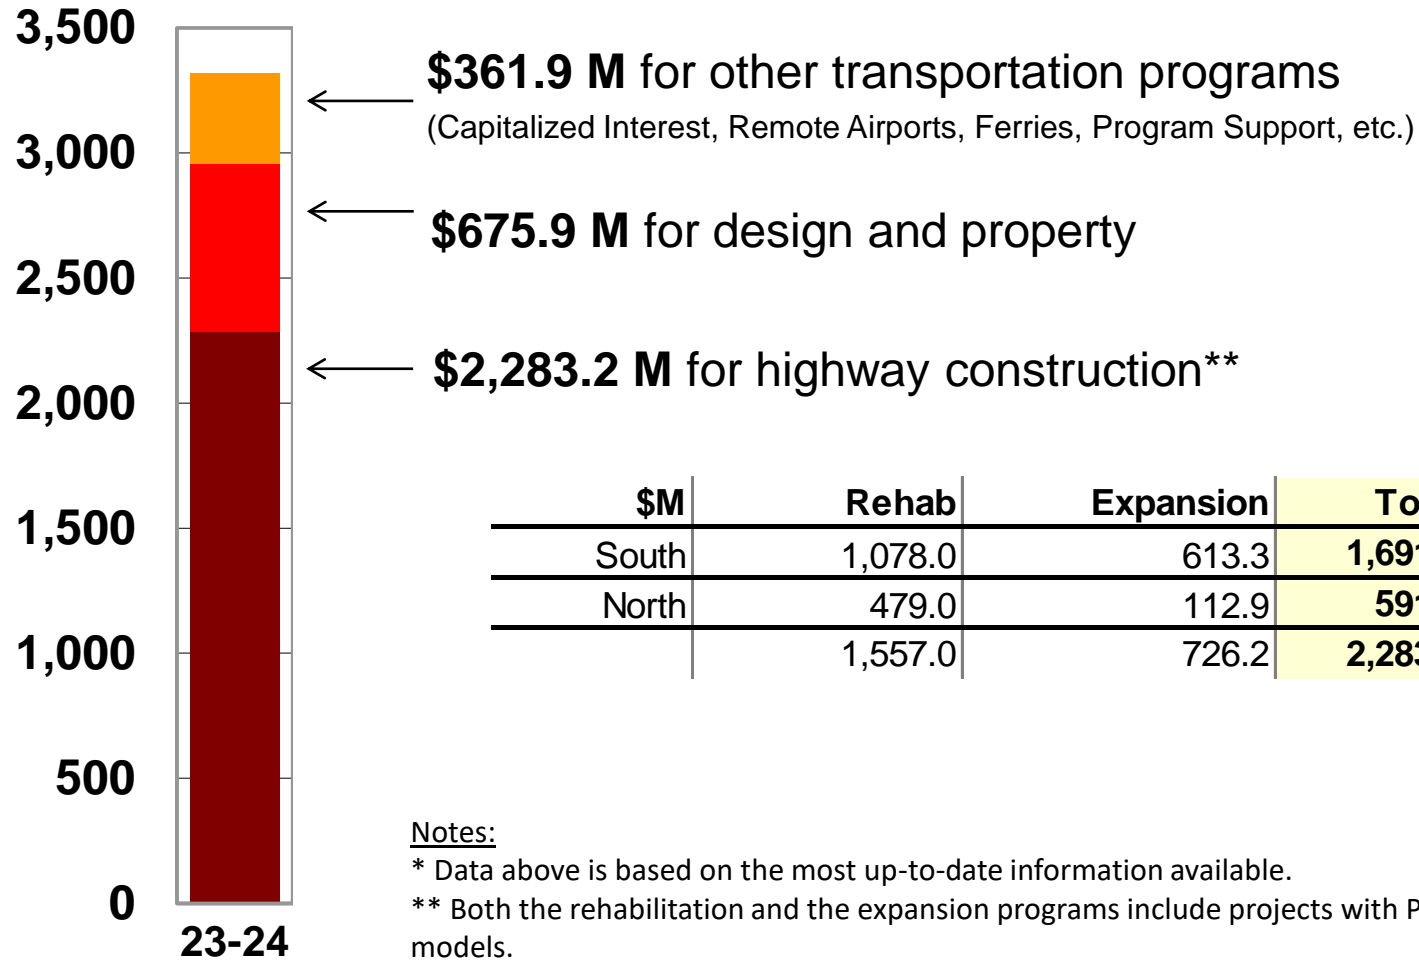 3,500
3,000
2,500
2,000
1,500
1,000
500
0
23-24
$361.9 M for other transportation programs
(Capitalized Interest, Remote Airports, Ferries, Program Support, etc.)
$675.9 M for design and property
$2,283.2 M for highway construction**
$M Rehab Expansion
South 1,078.0 613.3
North 479.0 112.9
1,557.0 726.2
Notes:
* Data above is based on the most up-to-date information available.
** Both the rehabilitation and the expansion programs include projects with
models.